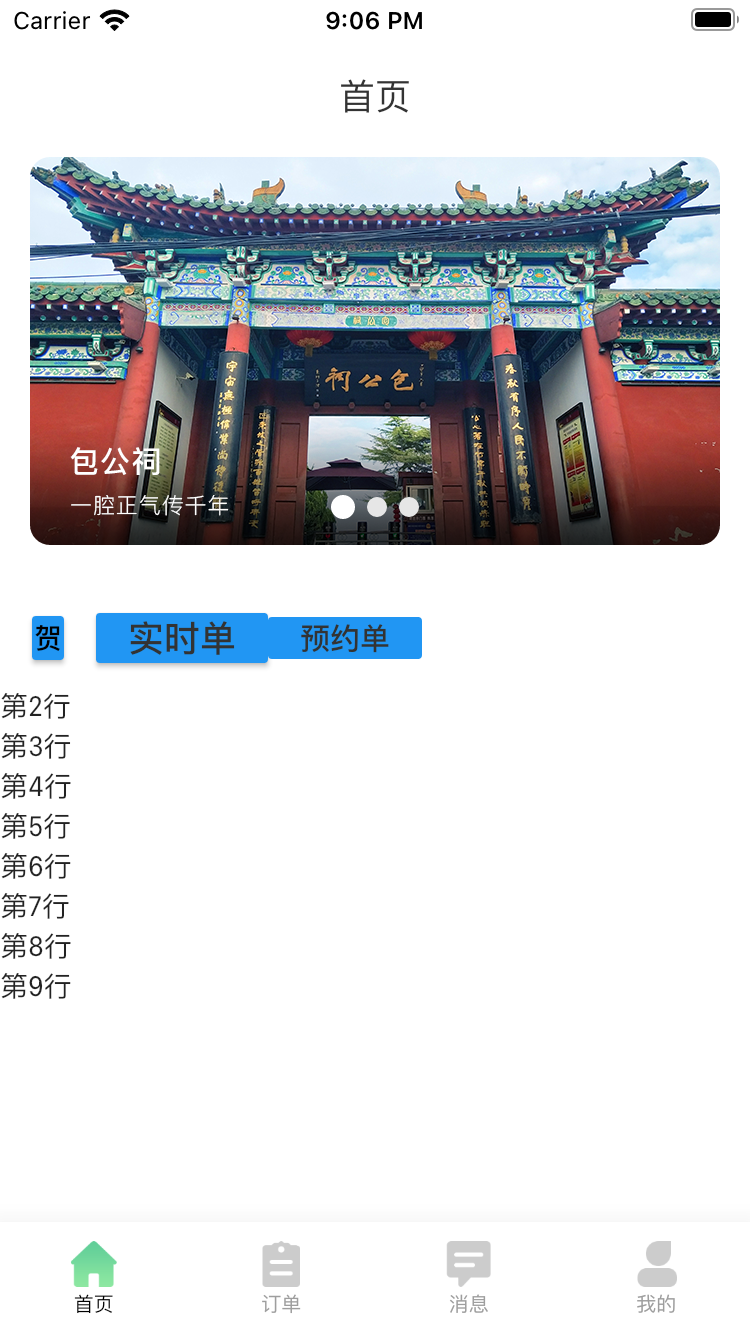 Carrier 9:06 PM
首页
祠公包
包公祠
一腔正气传千年
贺 实时单 预约单
第2行
第3行
第4行
第5行
第6行
第7行
第8行
第9行
首页 订单 消息 我的